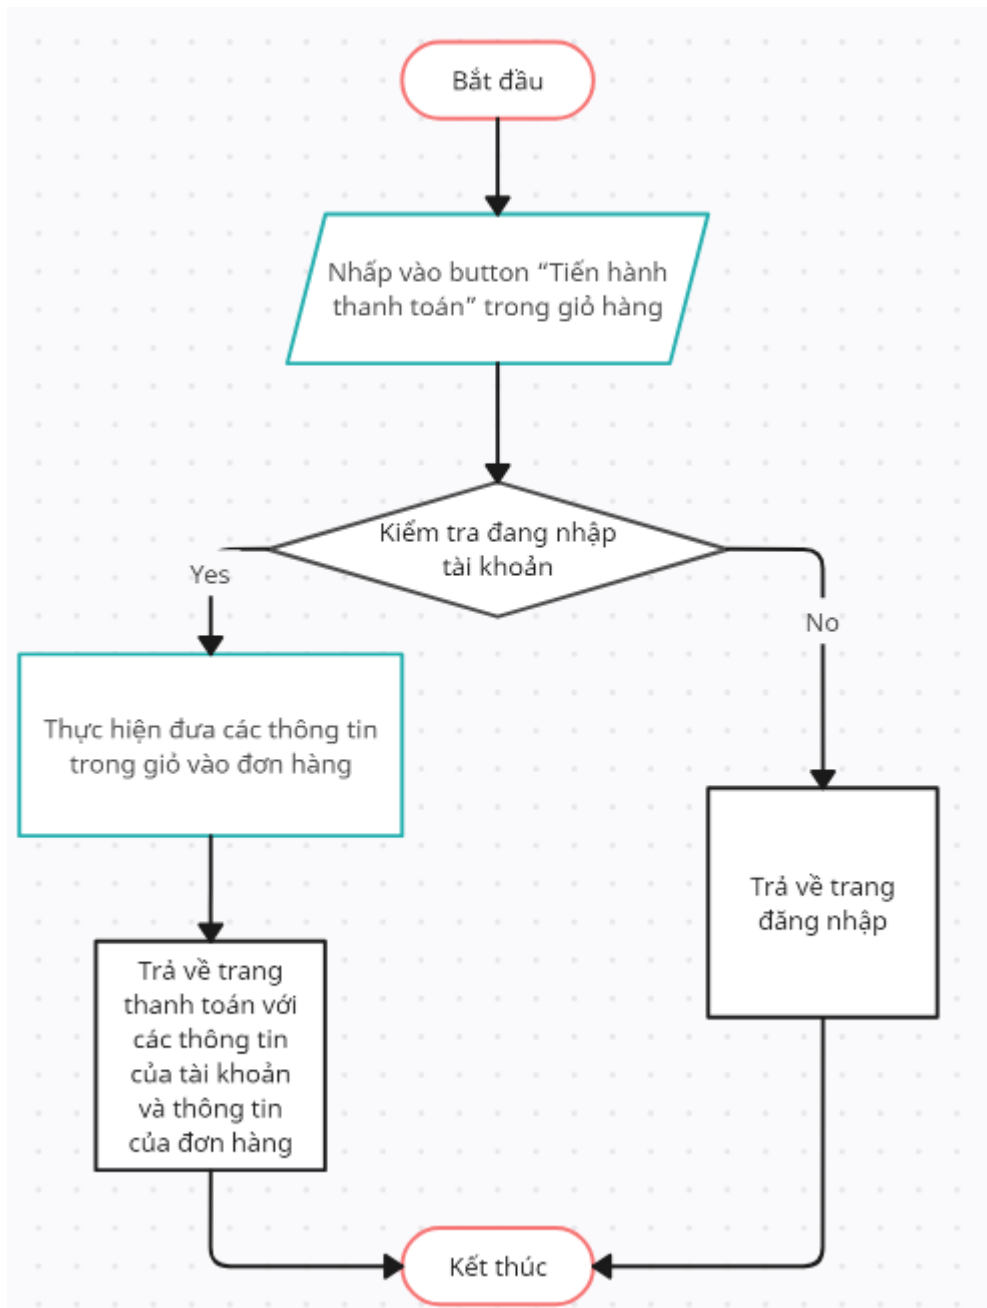 Bắt đầu
Nhấp vào button “Tiến hành
thanh toán” trong giỏ hàng
Kiểm tra đang nhập
tài khoản
Yes
No
Thực hiện đưa các thông tin
trong giỏ vào đơn hàng
Trả về trang
đăng nhập
Trả về trang
thanh toán với
các thông tin
của tài khoản
và thông tin
của đơn hàng
Kết thúc